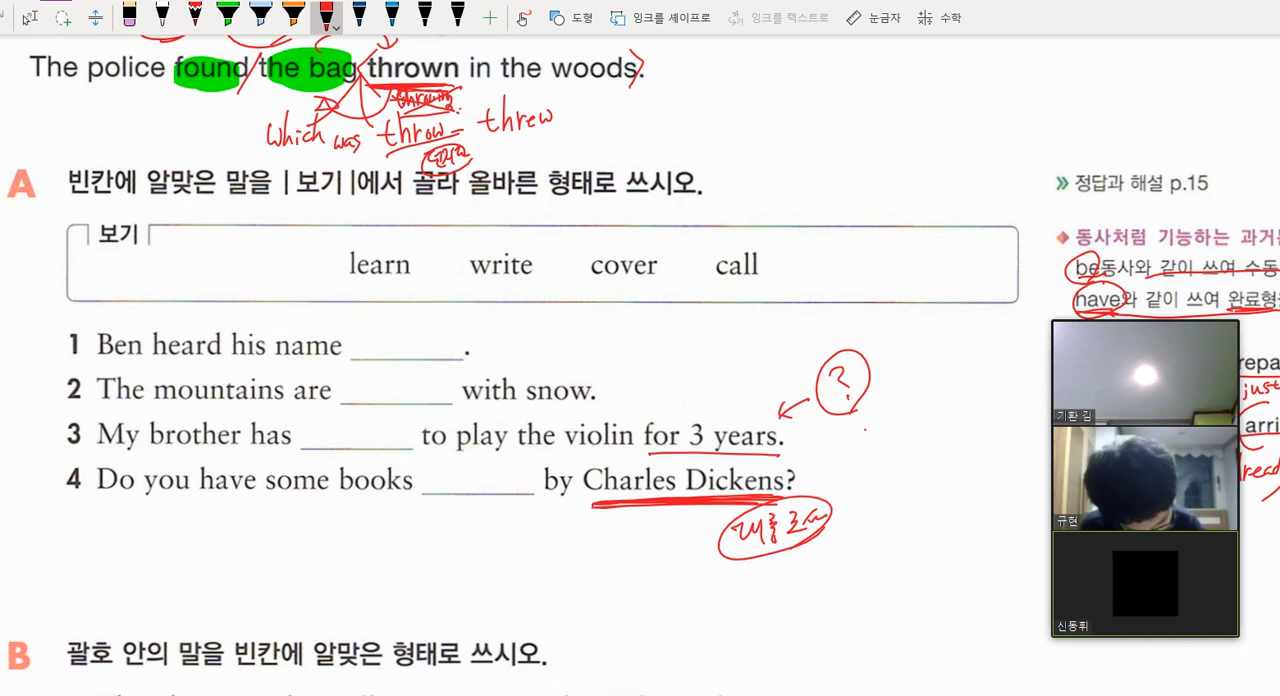 도형 잉크를 셰이프로 잉크를 텍스트로 눈금자 수학
The police found the bag thrown in the woods.
which was throw threw
A 빈칸에 알맞은 말을 | 보기 |에서 골라 올바른 형태로 쓰시오.
보기
learn write cover call
1 Ben heard his name ________.
2 The mountains are ________ with snow.
3 My brother has ________ to play the violin for 3 years.
?
4 Do you have some books ________ by Charles Dickens?
B 괄호 안의 말을 빈칸에 알맞은 형태로 쓰시오.
정답과 해설 p.15
동사처럼 기능하는 과거
be동사와 같이 쓰여 수동
have와 같이 쓰여 완료형
repa
just
arri
기환 김
규현
신동휘